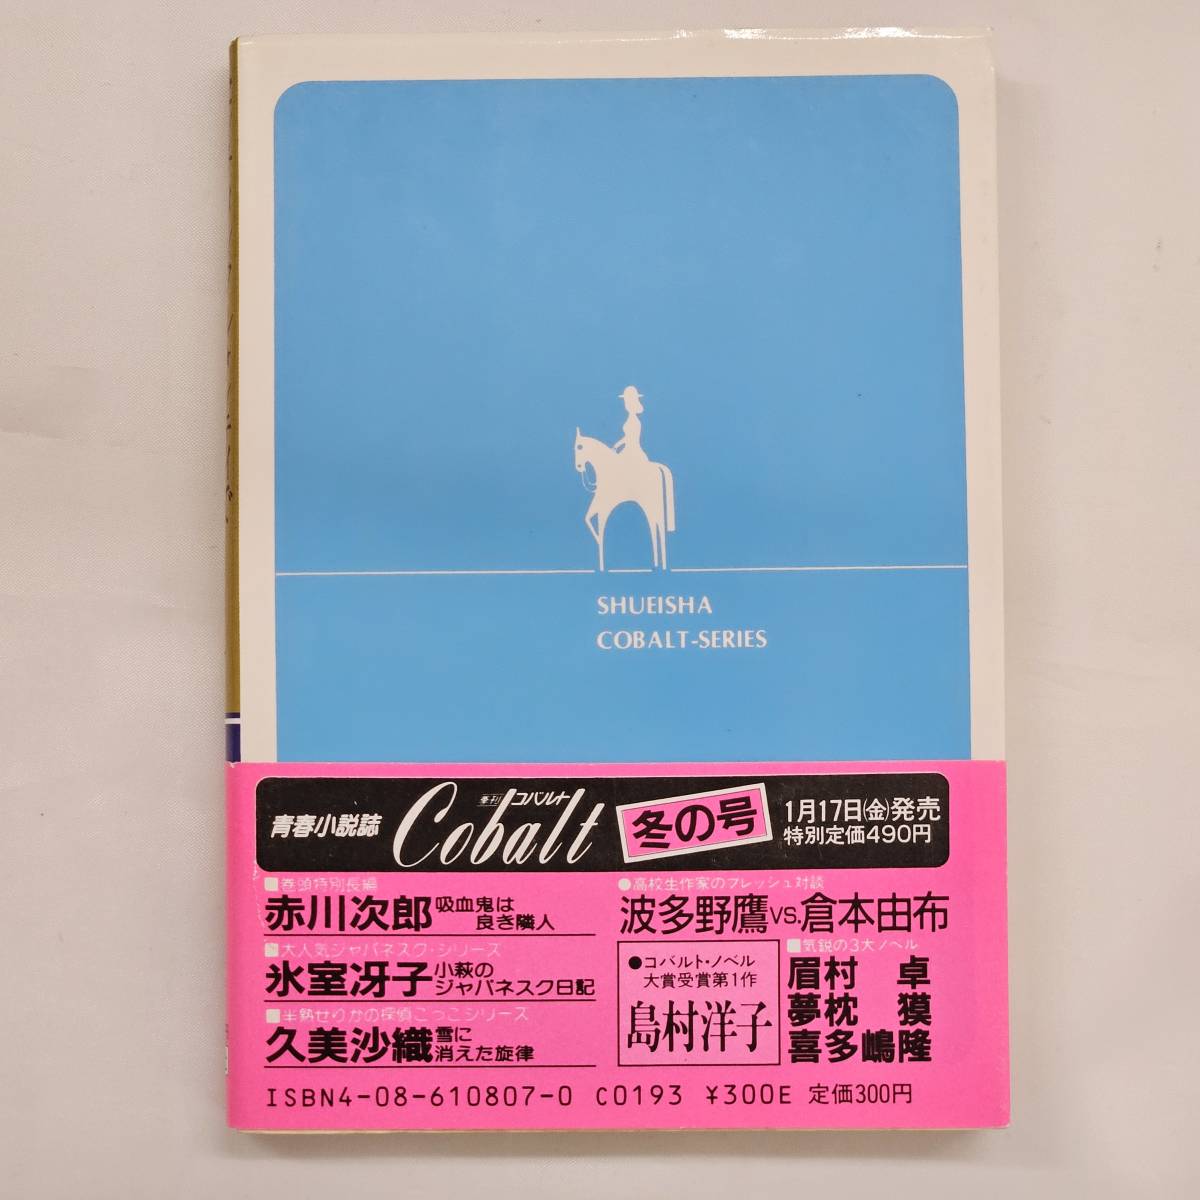 SHUEISHA
COBALT-SERIES
青春小説誌
季刊 コバルト
Cobalt
冬の号
1月17日(金)発売
特別定価490円
■巻頭特別長編
赤川次郎 吸血鬼は
良き隣人
■大人気ジャパネスク・シリーズ
氷室冴子 小萩の
ジャパネスク日記
■半熟せりかの探偵ごっこシリーズ
久美沙織 雪に
消えた旋律
●高校生作家のフレッシュ対談
波多野鷹VS.倉本由布
●コバルト・ノベル
大賞受賞第1作
島村洋子
■気鋭の3大ノベル
眉村 卓
夢枕 獏
喜多嶋隆
ISBN4-08-610807-0 C0193 ¥300E 定価300円